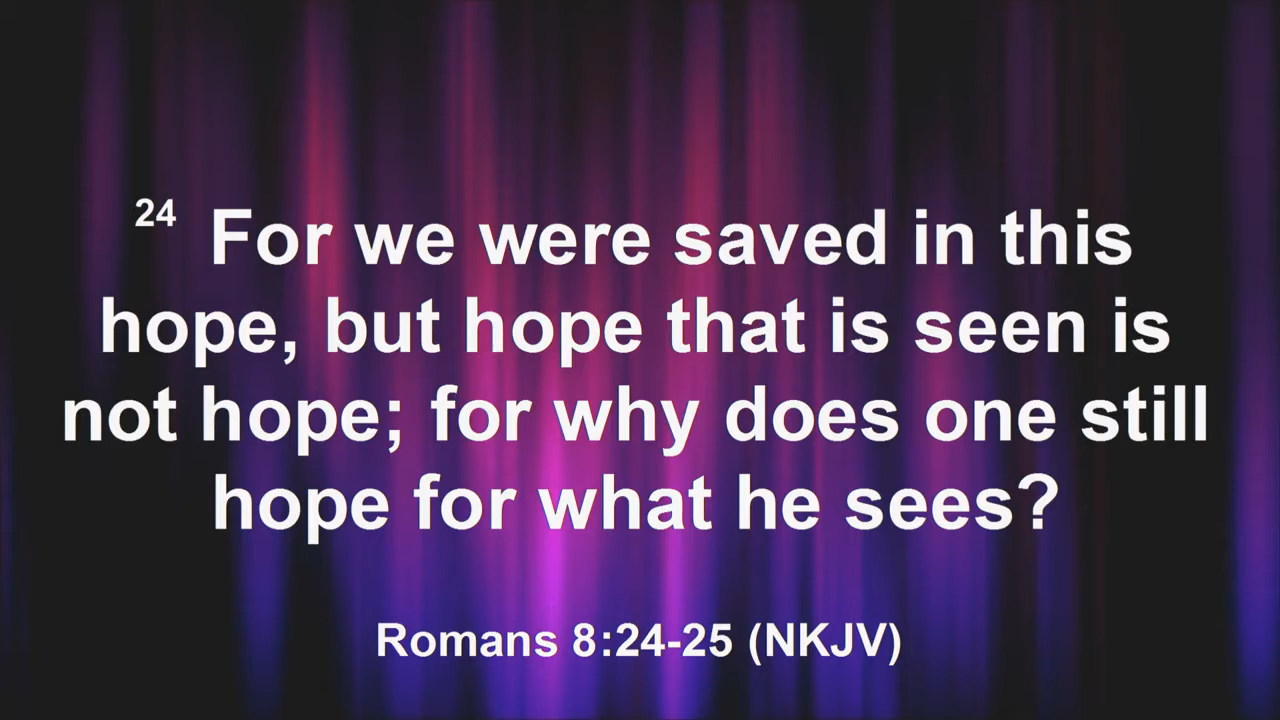 24 For we were saved in this
hope, but hope that is seen is
not hope; for why does one still
hope for what he sees?
Romans 8:24-25 (NKJV)